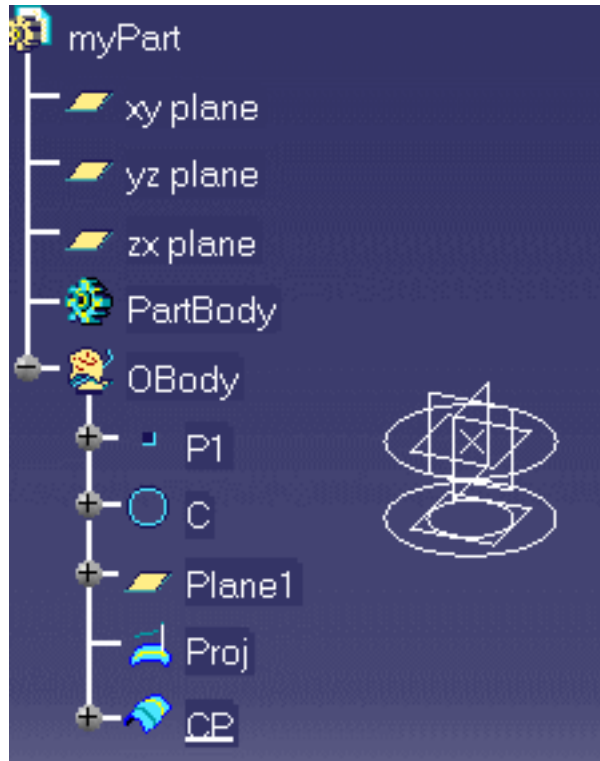 myPart
xy plane
yz plane
zx plane
PartBody
OBody
P1
C
Plane1
Proj
CP